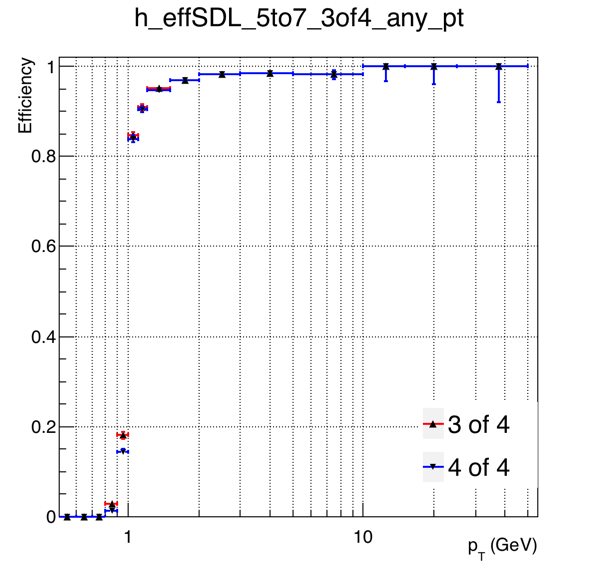 h_effSDL_5to7_3of4_any_pt
Efficiency
1
0.8
0.6
0.4
0.2
0
3 of 4
4 of 4
1
10
p_T (GeV)